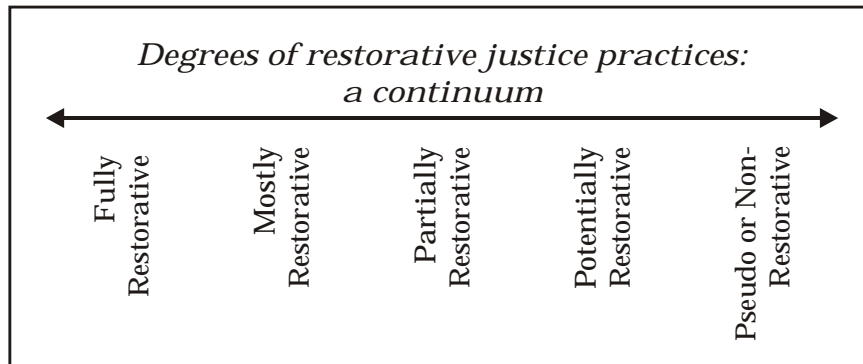 Degrees of restorative justice practices:
a continuum
Fully
Restorative
Mostly
Restorative
Partially
Restorative
Potentially
Restorative
Pseudo or Non-
Restorative